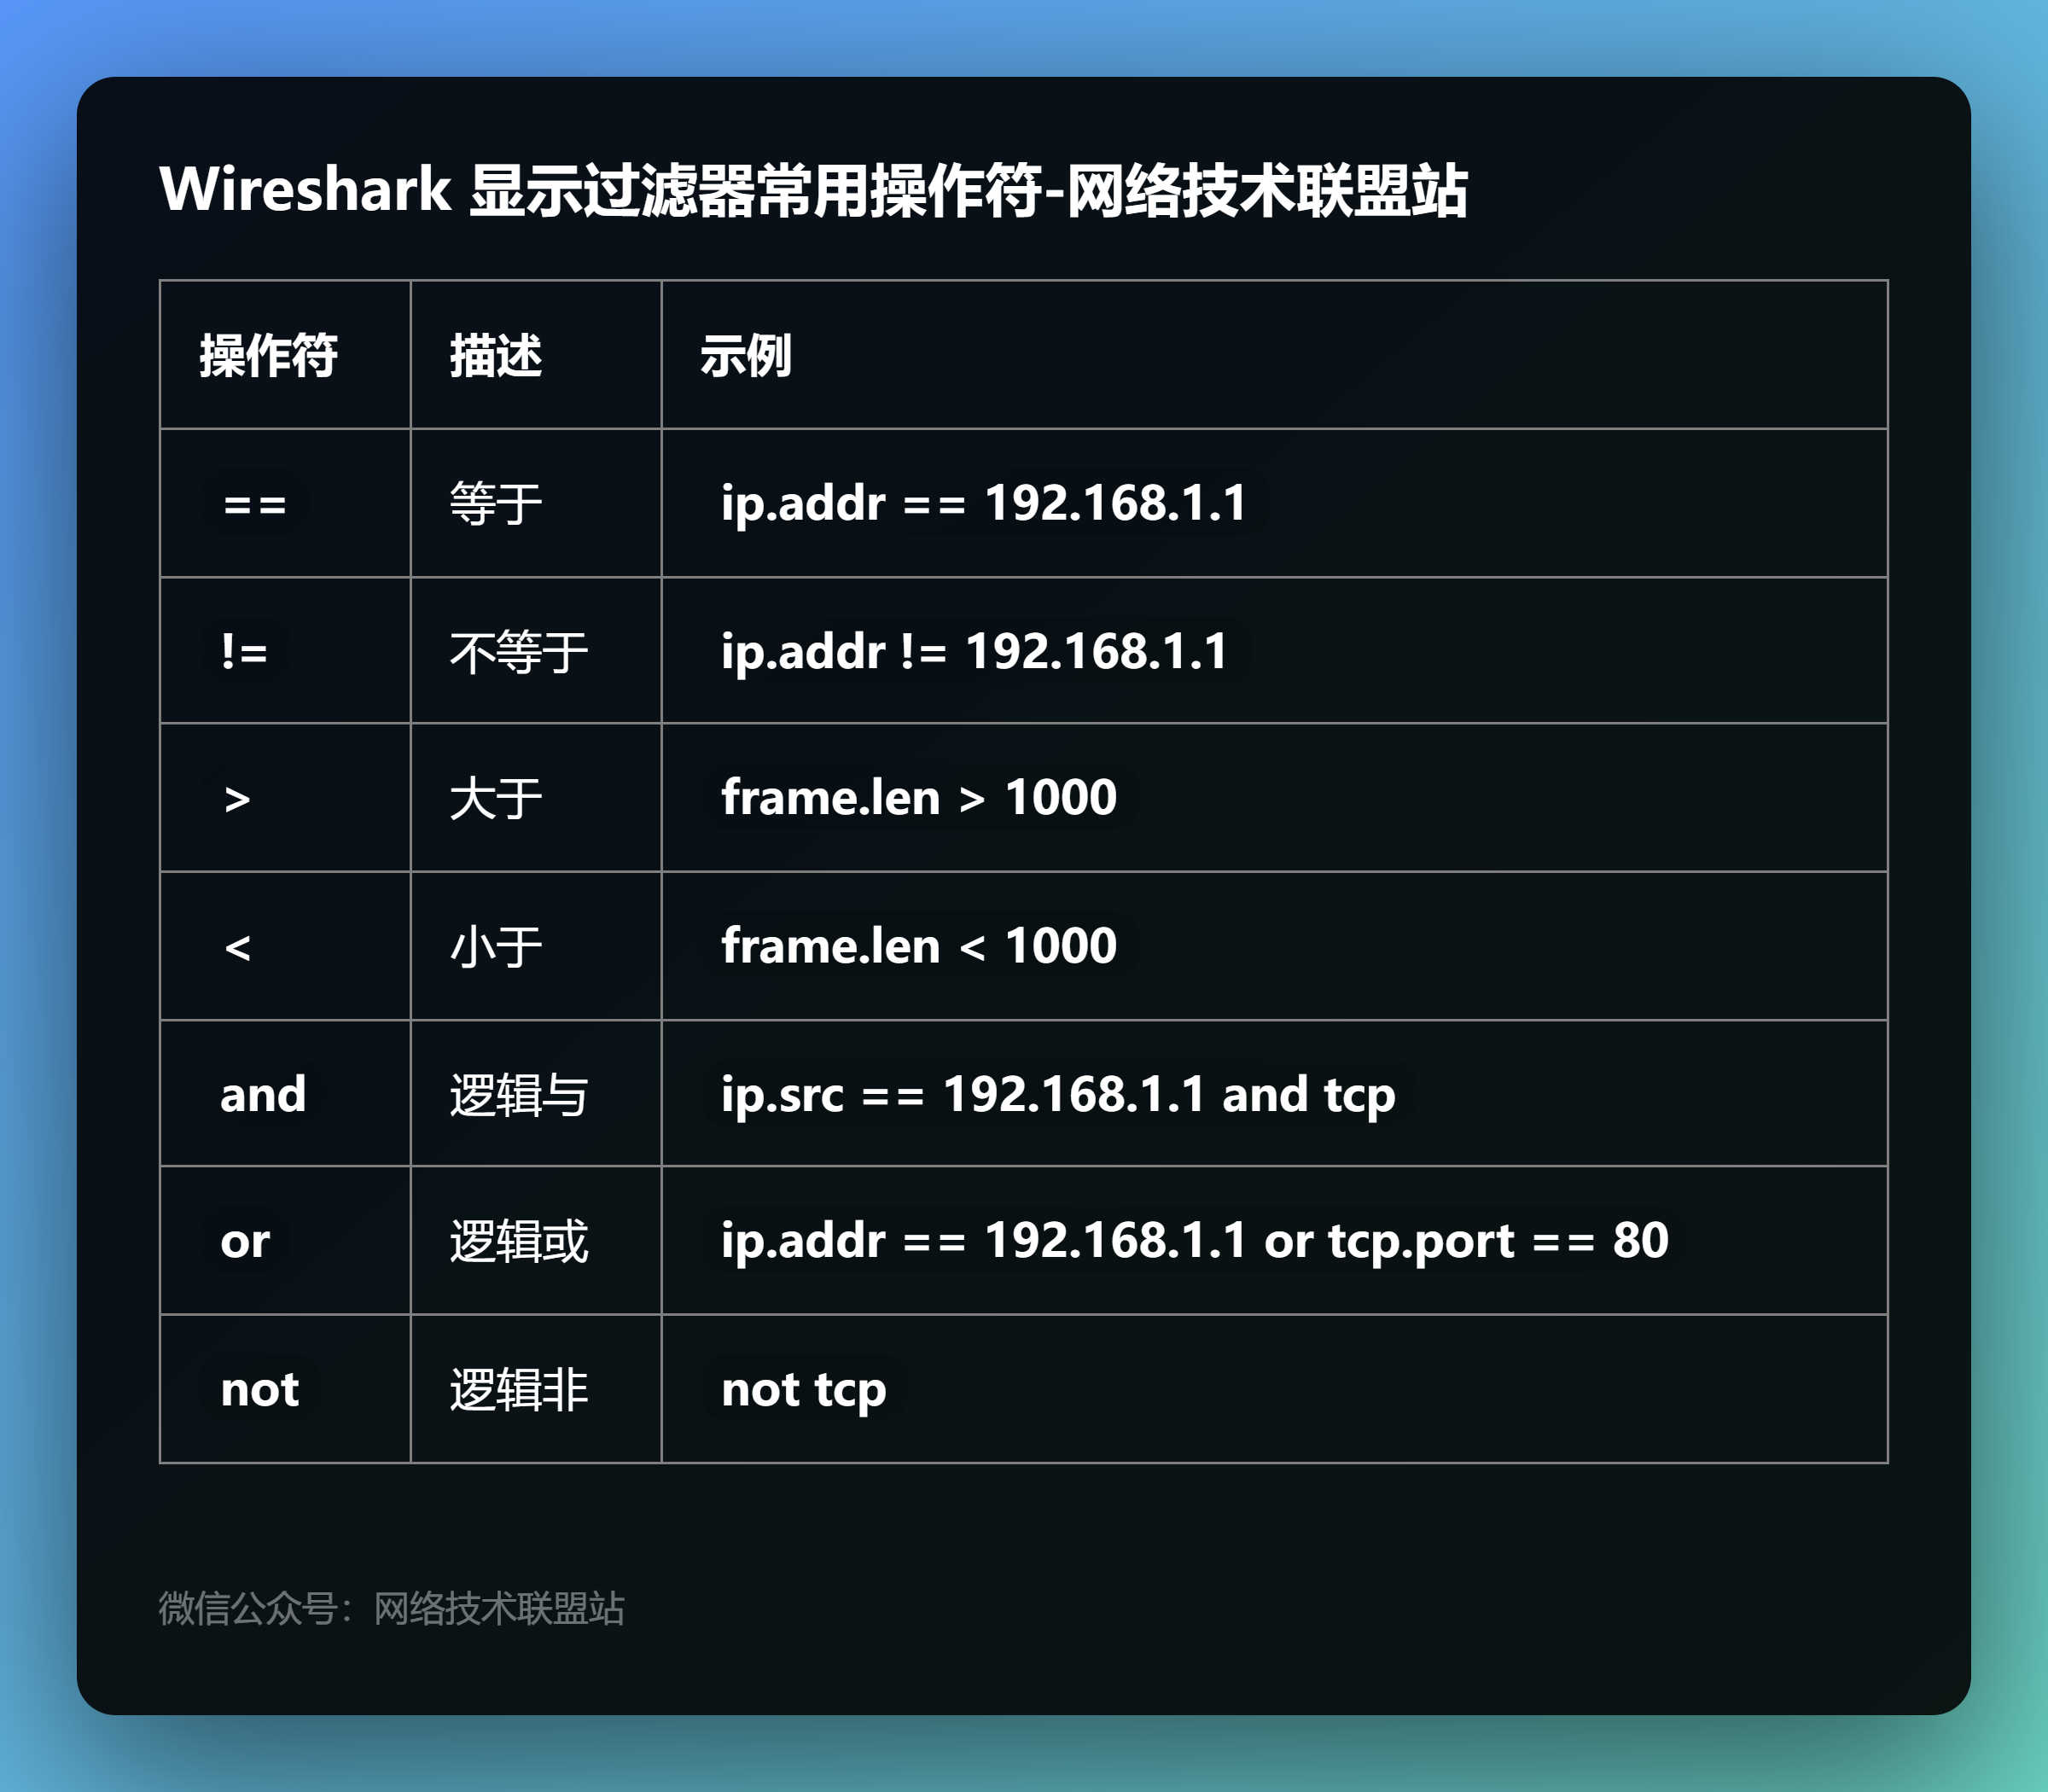 Wireshark 显示过滤器常用操作符-网络技术联盟站
操作符 描述 示例
== 等于 ip.addr == 192.168.1.1
!= 不等于 ip.addr != 192.168.1.1
> 大于 frame.len > 1000
< 小于 frame.len < 1000
and 逻辑与 ip.src == 192.168.1.1 and tcp
or 逻辑或 ip.addr == 192.168.1.1 or tcp.port == 80
not 逻辑非 not tcp
微信公众号：网络技术联盟站